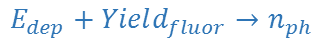 E_dep + Yield_fluor → n_ph